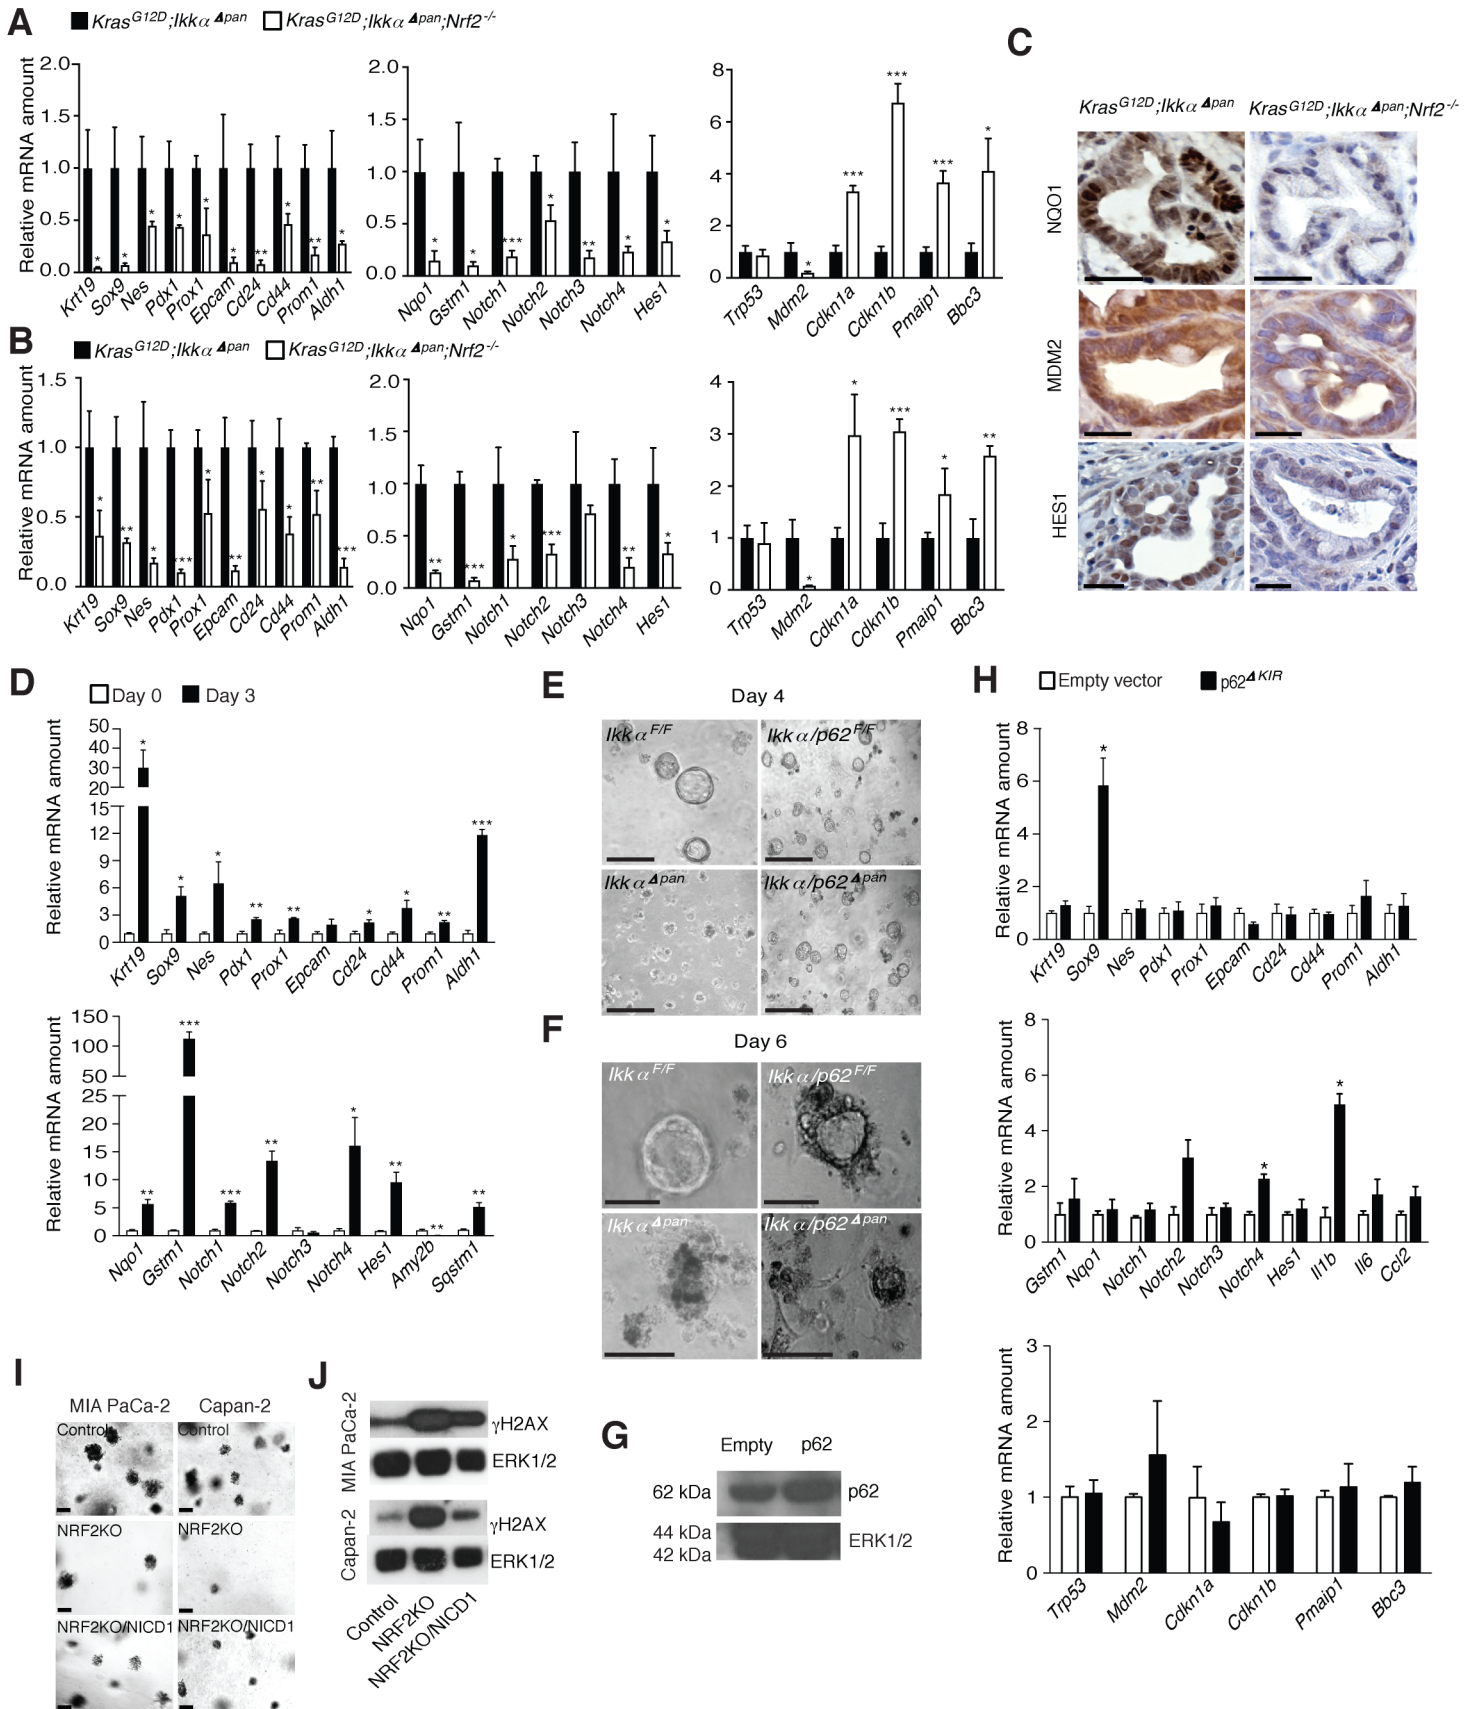 A
Kras^G12D;Ikkα^Δpan Kras^G12D;Ikkα^Δpan;Nrf2^-/-
Relative mRNA amount
2.0
1.5
1.0
0.5
0.0
Krt19 Sox9 Nes Pdx1 Prox1 Epcam Cd24 Cd44 Prom1 Aldh1
* * * * * * ** * ** *
2.0
1.5
1.0
0.5
0.0
Nqo1 Gstm1 Notch1 Notch2 Notch3 Notch4 Hes1
* * *** * ** * *
8
6
4
2
0
Trp53 Mdm2 Cdkn1a Cdkn1b Pmaip1 Bbc3
* *** *** *** *
B
Kras^G12D;Ikkα^Δpan Kras^G12D;Ikkα^Δpan;Nrf2^-/-
Relative mRNA amount
1.5
1.0
0.5
0.0
Krt19 Sox9 Nes Pdx1 Prox1 Epcam Cd24 Cd44 Prom1 Aldh1
* ** * *** * ** * * ** ***
2.0
1.5
1.0
0.5
0.0
Nqo1 Gstm1 Notch1 Notch2 Notch3 Notch4 Hes1
** *** * *** ** *
4
3
2
1
0
Trp53 Mdm2 Cdkn1a Cdkn1b Pmaip1 Bbc3
* * *** * **
C
Kras^G12D;Ikkα^Δpan Kras^G12D;Ikkα^Δpan;Nrf2^-/-
NQO1
MDM2
HES1
D
Day 0 Day 3
Relative mRNA amount
50
40
30
20
15
12
9
6
3
0
Krt19 Sox9 Nes Pdx1 Prox1 Epcam Cd24 Cd44 Prom1 Aldh1
* * * ** ** * * ** ***
Relative mRNA amount
150
100
50
25
20
15
10
5
0
Nqo1 Gstm1 Notch1 Notch2 Notch3 Notch4 Hes1 Amy2b Sqstm1
** *** *** ** * ** ** **
E
Day 4
Ikkα^F/F Ikkα/p62^F/F
Ikkα^Δpan Ikkα/p62^Δpan
F
Day 6
Ikkα^F/F Ikkα/p62^F/F
Ikkα^Δpan Ikkα/p62^Δpan
G
Empty p62
62 kDa p62
44 kDa
42 kDa ERK1/2
H
Empty vector p62^ΔKIR
Relative mRNA amount
8
6
4
2
0
Krt19 Sox9 Nes Pdx1 Prox1 Epcam Cd24 Cd44 Prom1 Aldh1
*
Relative mRNA amount
8
6
4
2
0
Gstm1 Nqo1 Notch1 Notch2 Notch3 Notch4 Hes1 Il1b Il6 Ccl2
* *
Relative mRNA amount
3
2
1
0
Trp53 Mdm2 Cdkn1a Cdkn1b Pmaip1 Bbc3
I
MIA PaCa-2 Capan-2
Control Control
NRF2KO NRF2KO
NRF2KO/NICD1 NRF2KO/NICD1
J
MIA PaCa-2
γH2AX
ERK1/2
Capan-2
γH2AX
ERK1/2
Control
NRF2KO
NRF2KO/NICD1